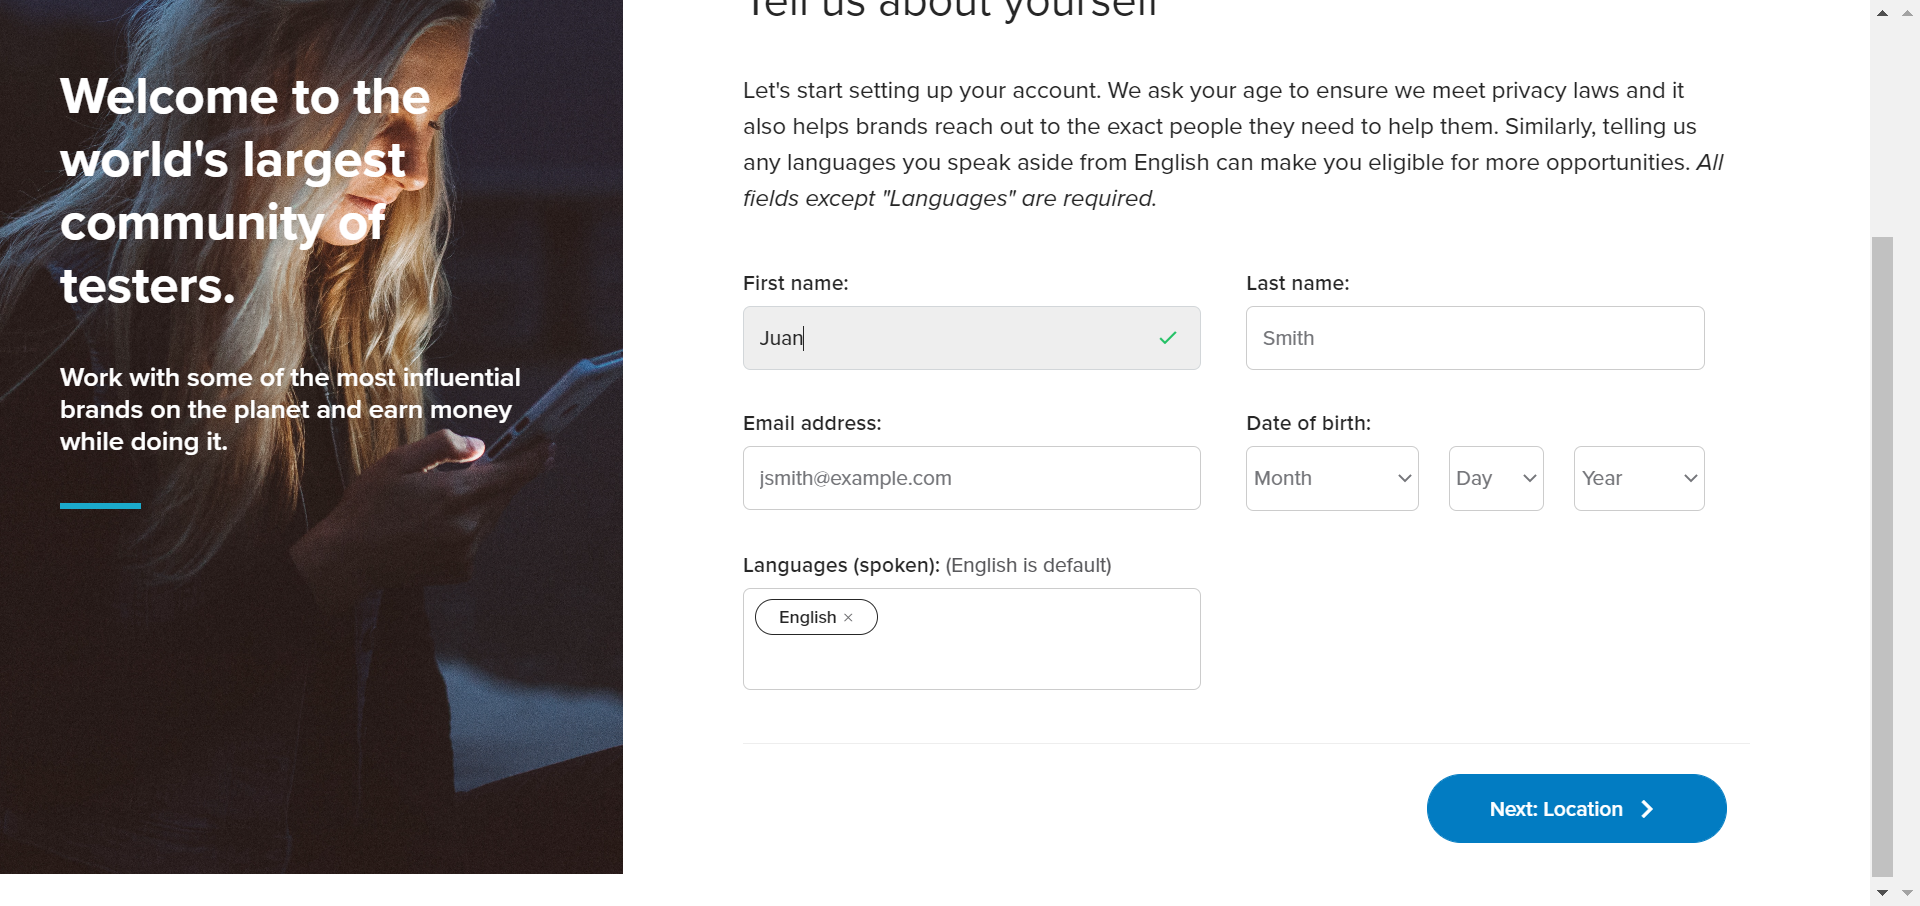 Welcome to the
world's largest
community of
testers.
Work with some of the most influential
brands on the planet and earn money
while doing it.
Tell us about yourself
Let's start setting up your account. We ask your age to ensure we meet privacy laws and it
also helps brands reach out to the exact people they need to help them. Similarly, telling us
any languages you speak aside from English can make you eligible for more opportunities. All
fields except "Languages" are required.
First name:
Juan
Last name:
Smith
Email address:
jsmith@example.com
Date of birth:
Month
Day
Year
Languages (spoken): (English is default)
English ×
Next: Location